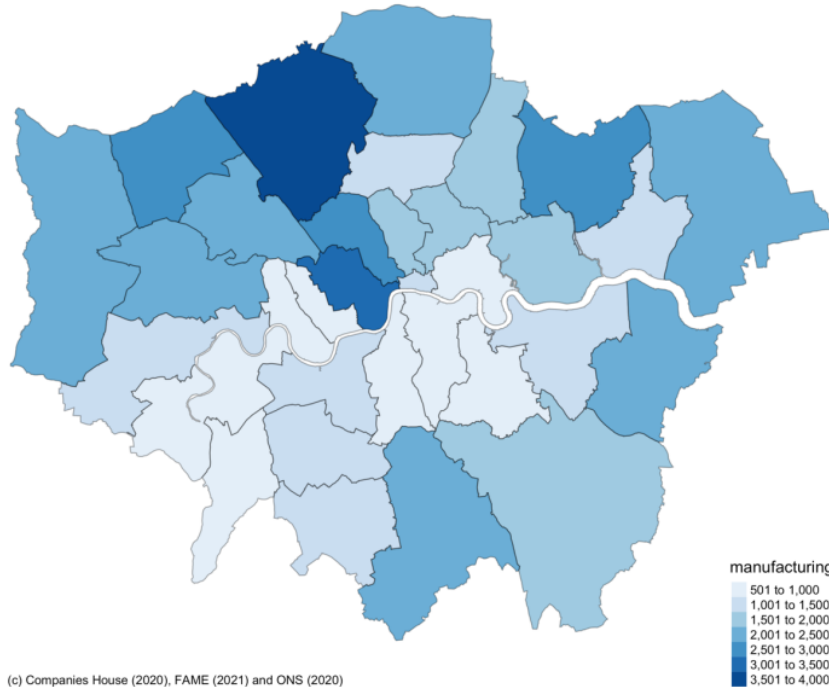 manufacturing
501 to 1,000
1,001 to 1,500
1,501 to 2,000
2,001 to 2,500
2,501 to 3,000
3,001 to 3,500
3,501 to 4,000
(c) Companies House (2020), FAME (2021) and ONS (2020)